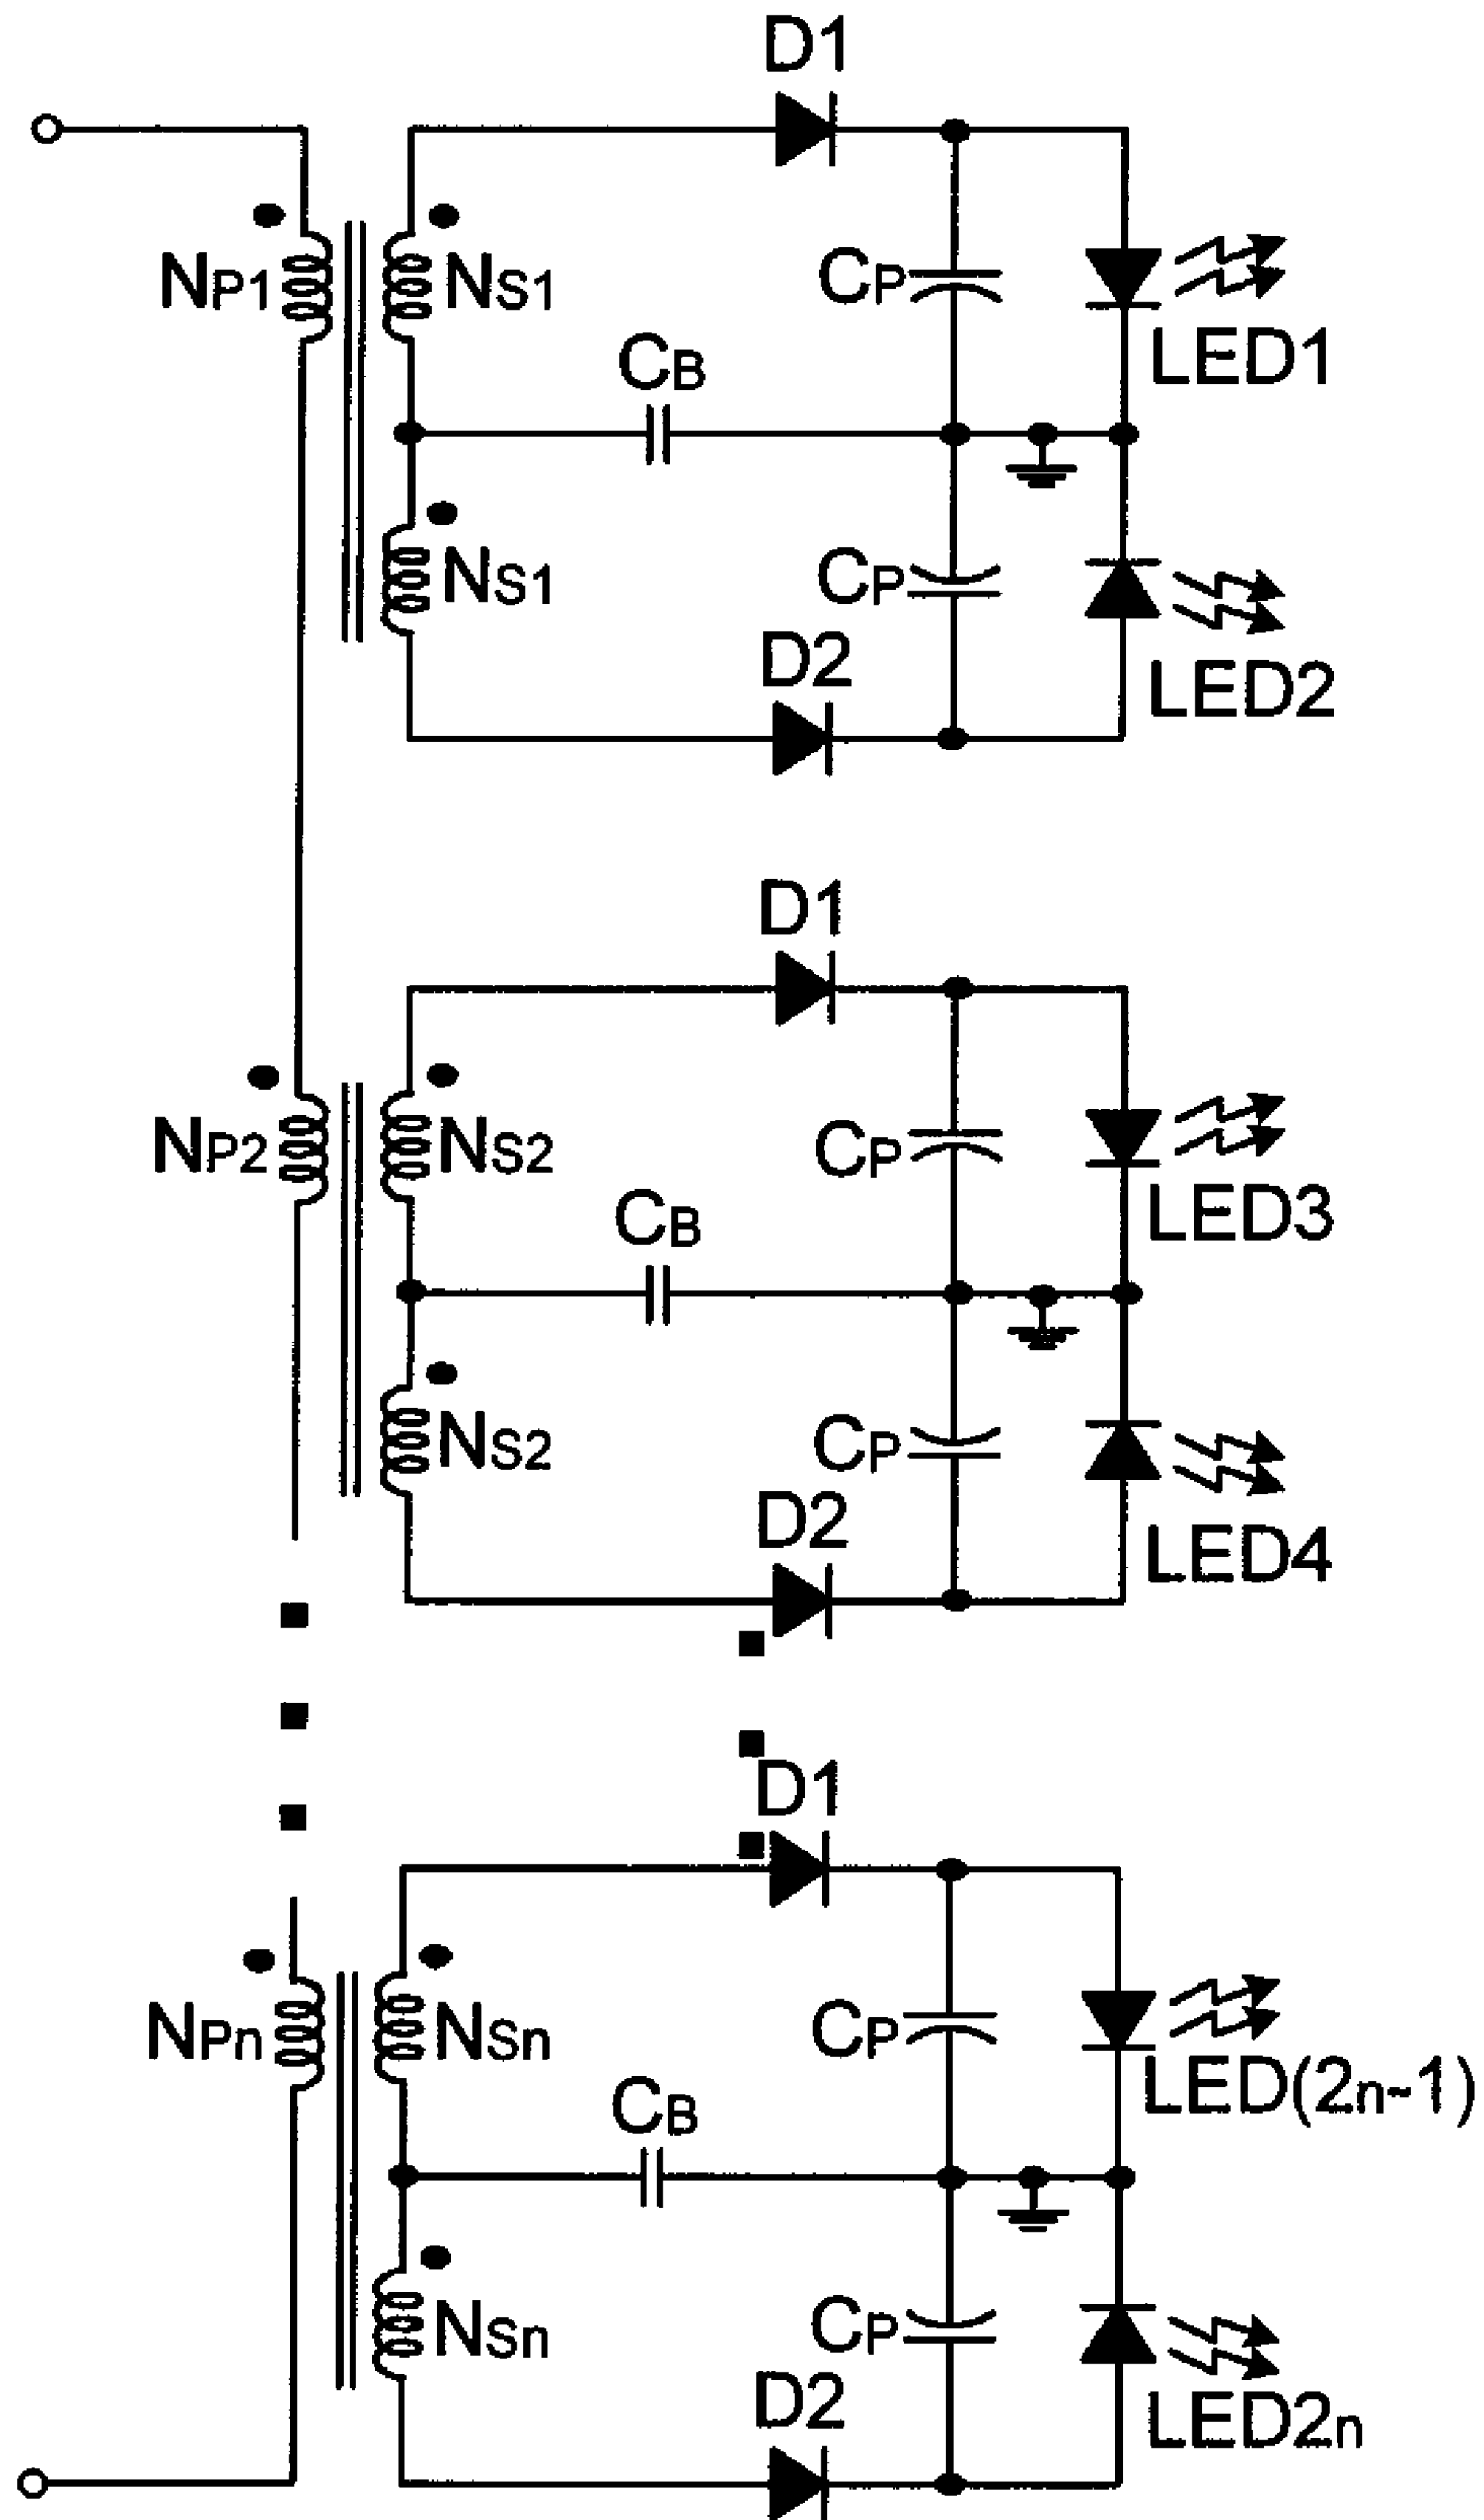 D1
NP1
NS1
CP
LED1
CB
NS1
CP
D2
LED2
D1
NP2
NS2
CP
LED3
CB
NS2
CP
D2
LED4
D1
NPn
NSn
CP
LED(2n-1)
CB
NSn
CP
D2
LED2n